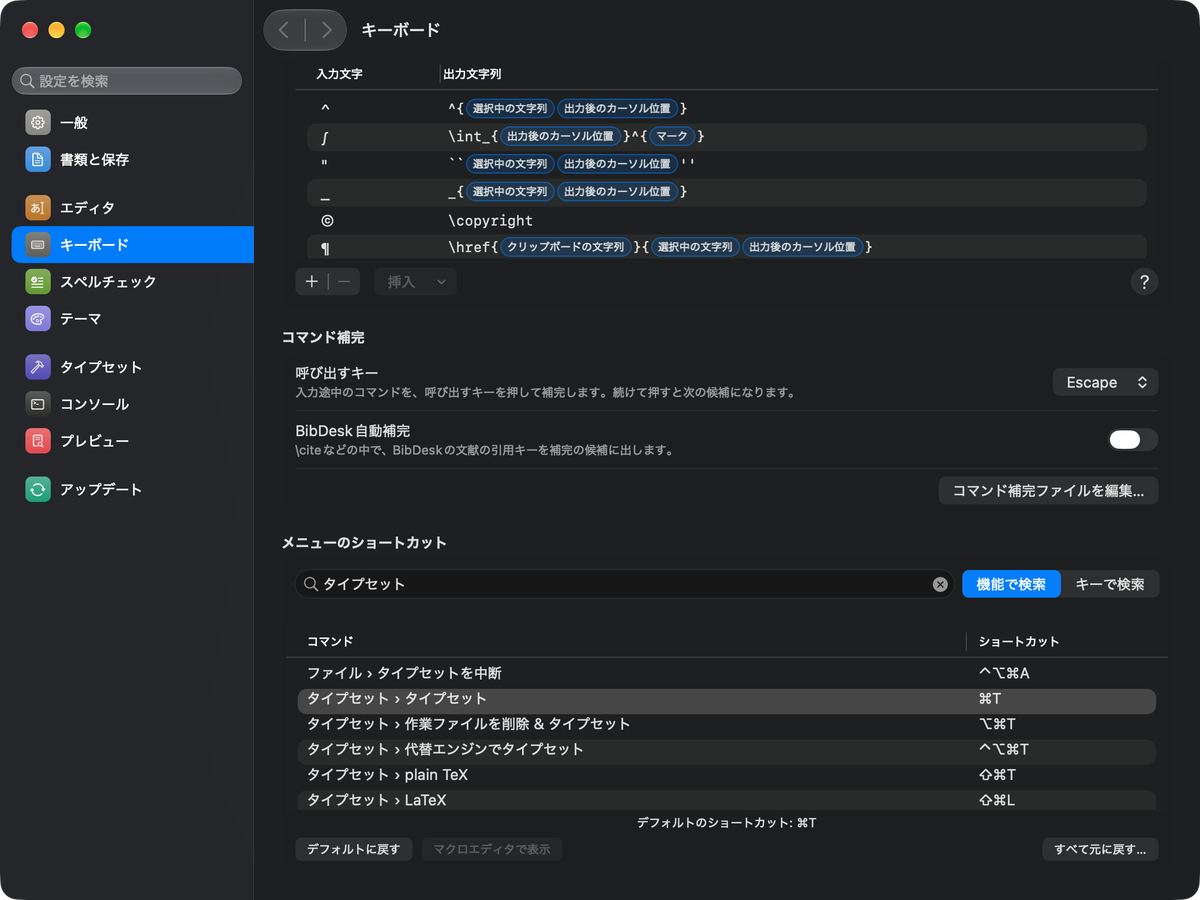 キーボード
設定を検索
一般
書類と保存
エディタ
キーボード
スペルチェック
テーマ
タイプセット
コンソール
プレビュー
アップデート
入力文字 出力文字列
^ ^{選択中の文字列 出力後のカーソル位置}
∫ \int_{出力後のカーソル位置}^{マーク}
" ``選択中の文字列 出力後のカーソル位置''
_ _{選択中の文字列 出力後のカーソル位置}
© \copyright
¶ \href{クリップボードの文字列}{選択中の文字列 出力後のカーソル位置}
挿入
?
コマンド補完
呼び出すキー
入力途中のコマンドを、呼び出すキーを押して補完します。続けて押すと次の候補になります。
Escape
BibDesk 自動補完
\cite などの中で、BibDesk の文献の引用キーを補完の候補に出します。
コマンド補完ファイルを編集...
メニューのショートカット
タイプセット
機能で検索 キーで検索
コマンド ショートカット
ファイル › タイプセットを中断 ^⌥⌘A
タイプセット › タイプセット ⌘T
タイプセット › 作業ファイルを削除 & タイプセット ⌥⌘T
タイプセット › 代替エンジンでタイプセット ^⌥⌘T
タイプセット › plain TeX ⇧⌘T
タイプセット › LaTeX ⇧⌘L
デフォルトのショートカット: ⌘T
デフォルトに戻す マクロエディタで表示 すべて元に戻す...